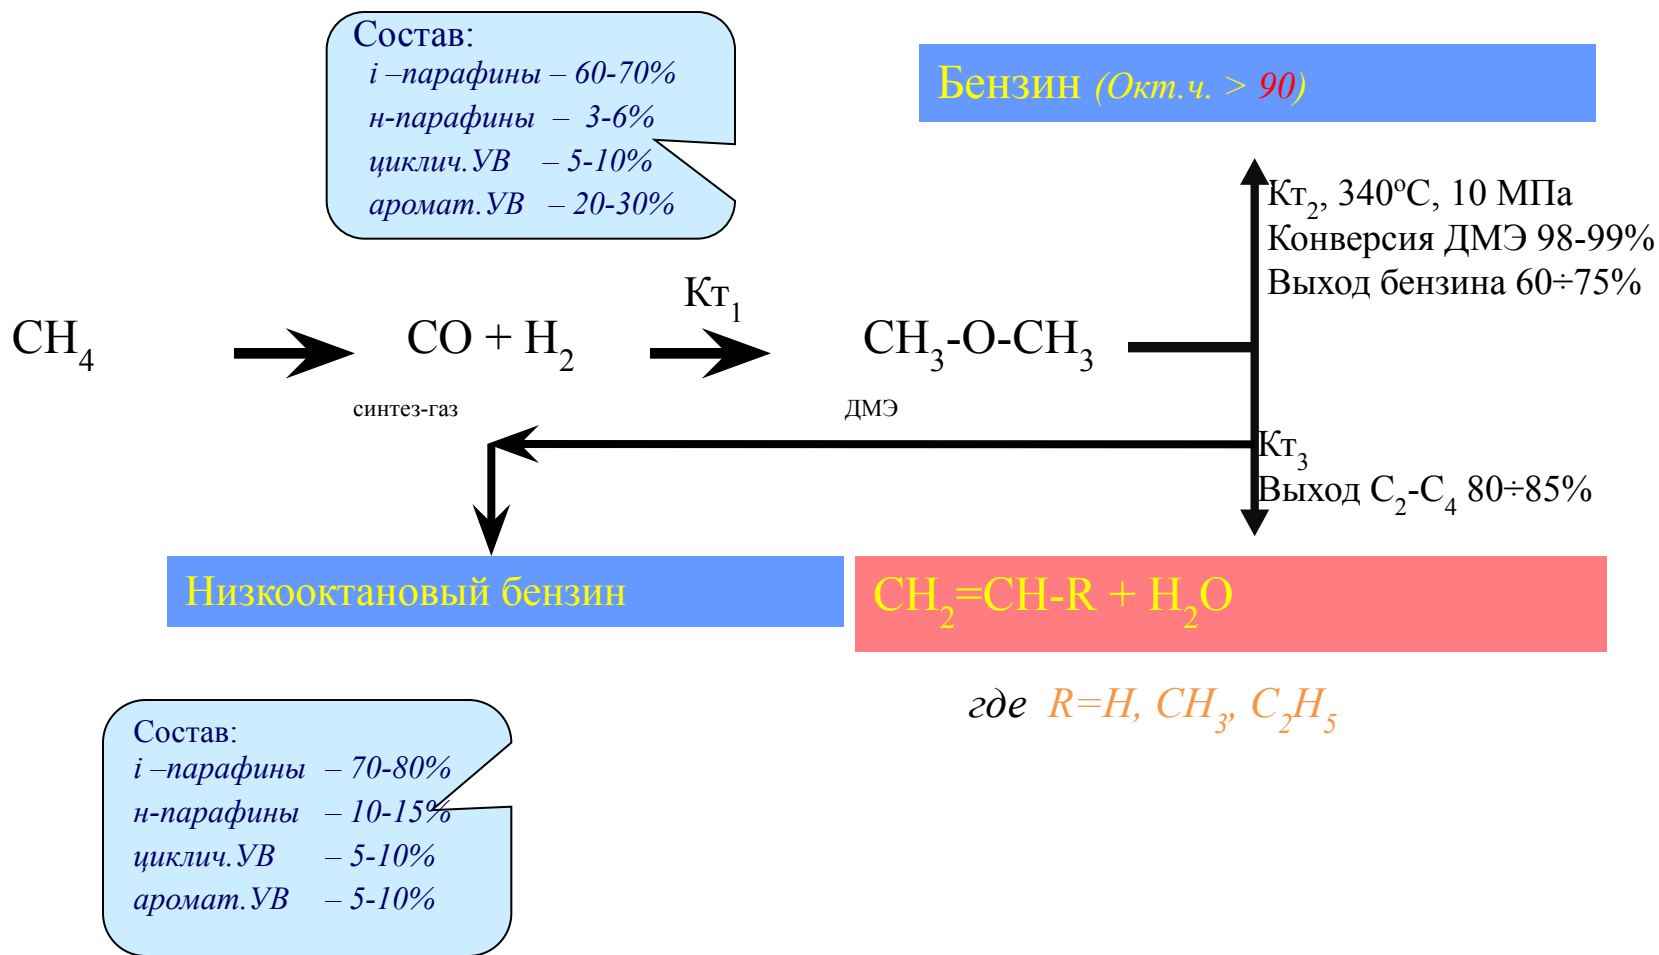 Состав:
i –парафины – 60-70%
н-парафины – 3-6%
циклич.УВ – 5-10%
аромат.УВ – 20-30%
Бензин (Окт.ч. > 90)
Кт₂, 340ºС, 10 МПа
Конверсия ДМЭ 98-99%
Выход бензина 60÷75%
CH₄
CO + H₂
Кт₁
CH₃-O-CH₃
синтез-газ
ДМЭ
Кт₃
Выход С₂-С₄ 80÷85%
Низкооктановый бензин
CH₂=CH-R + H₂O
где R=H, CH₃, C₂H₅
Состав:
i –парафины – 70-80%
н-парафины – 10-15%
циклич.УВ – 5-10%
аромат.УВ – 5-10%